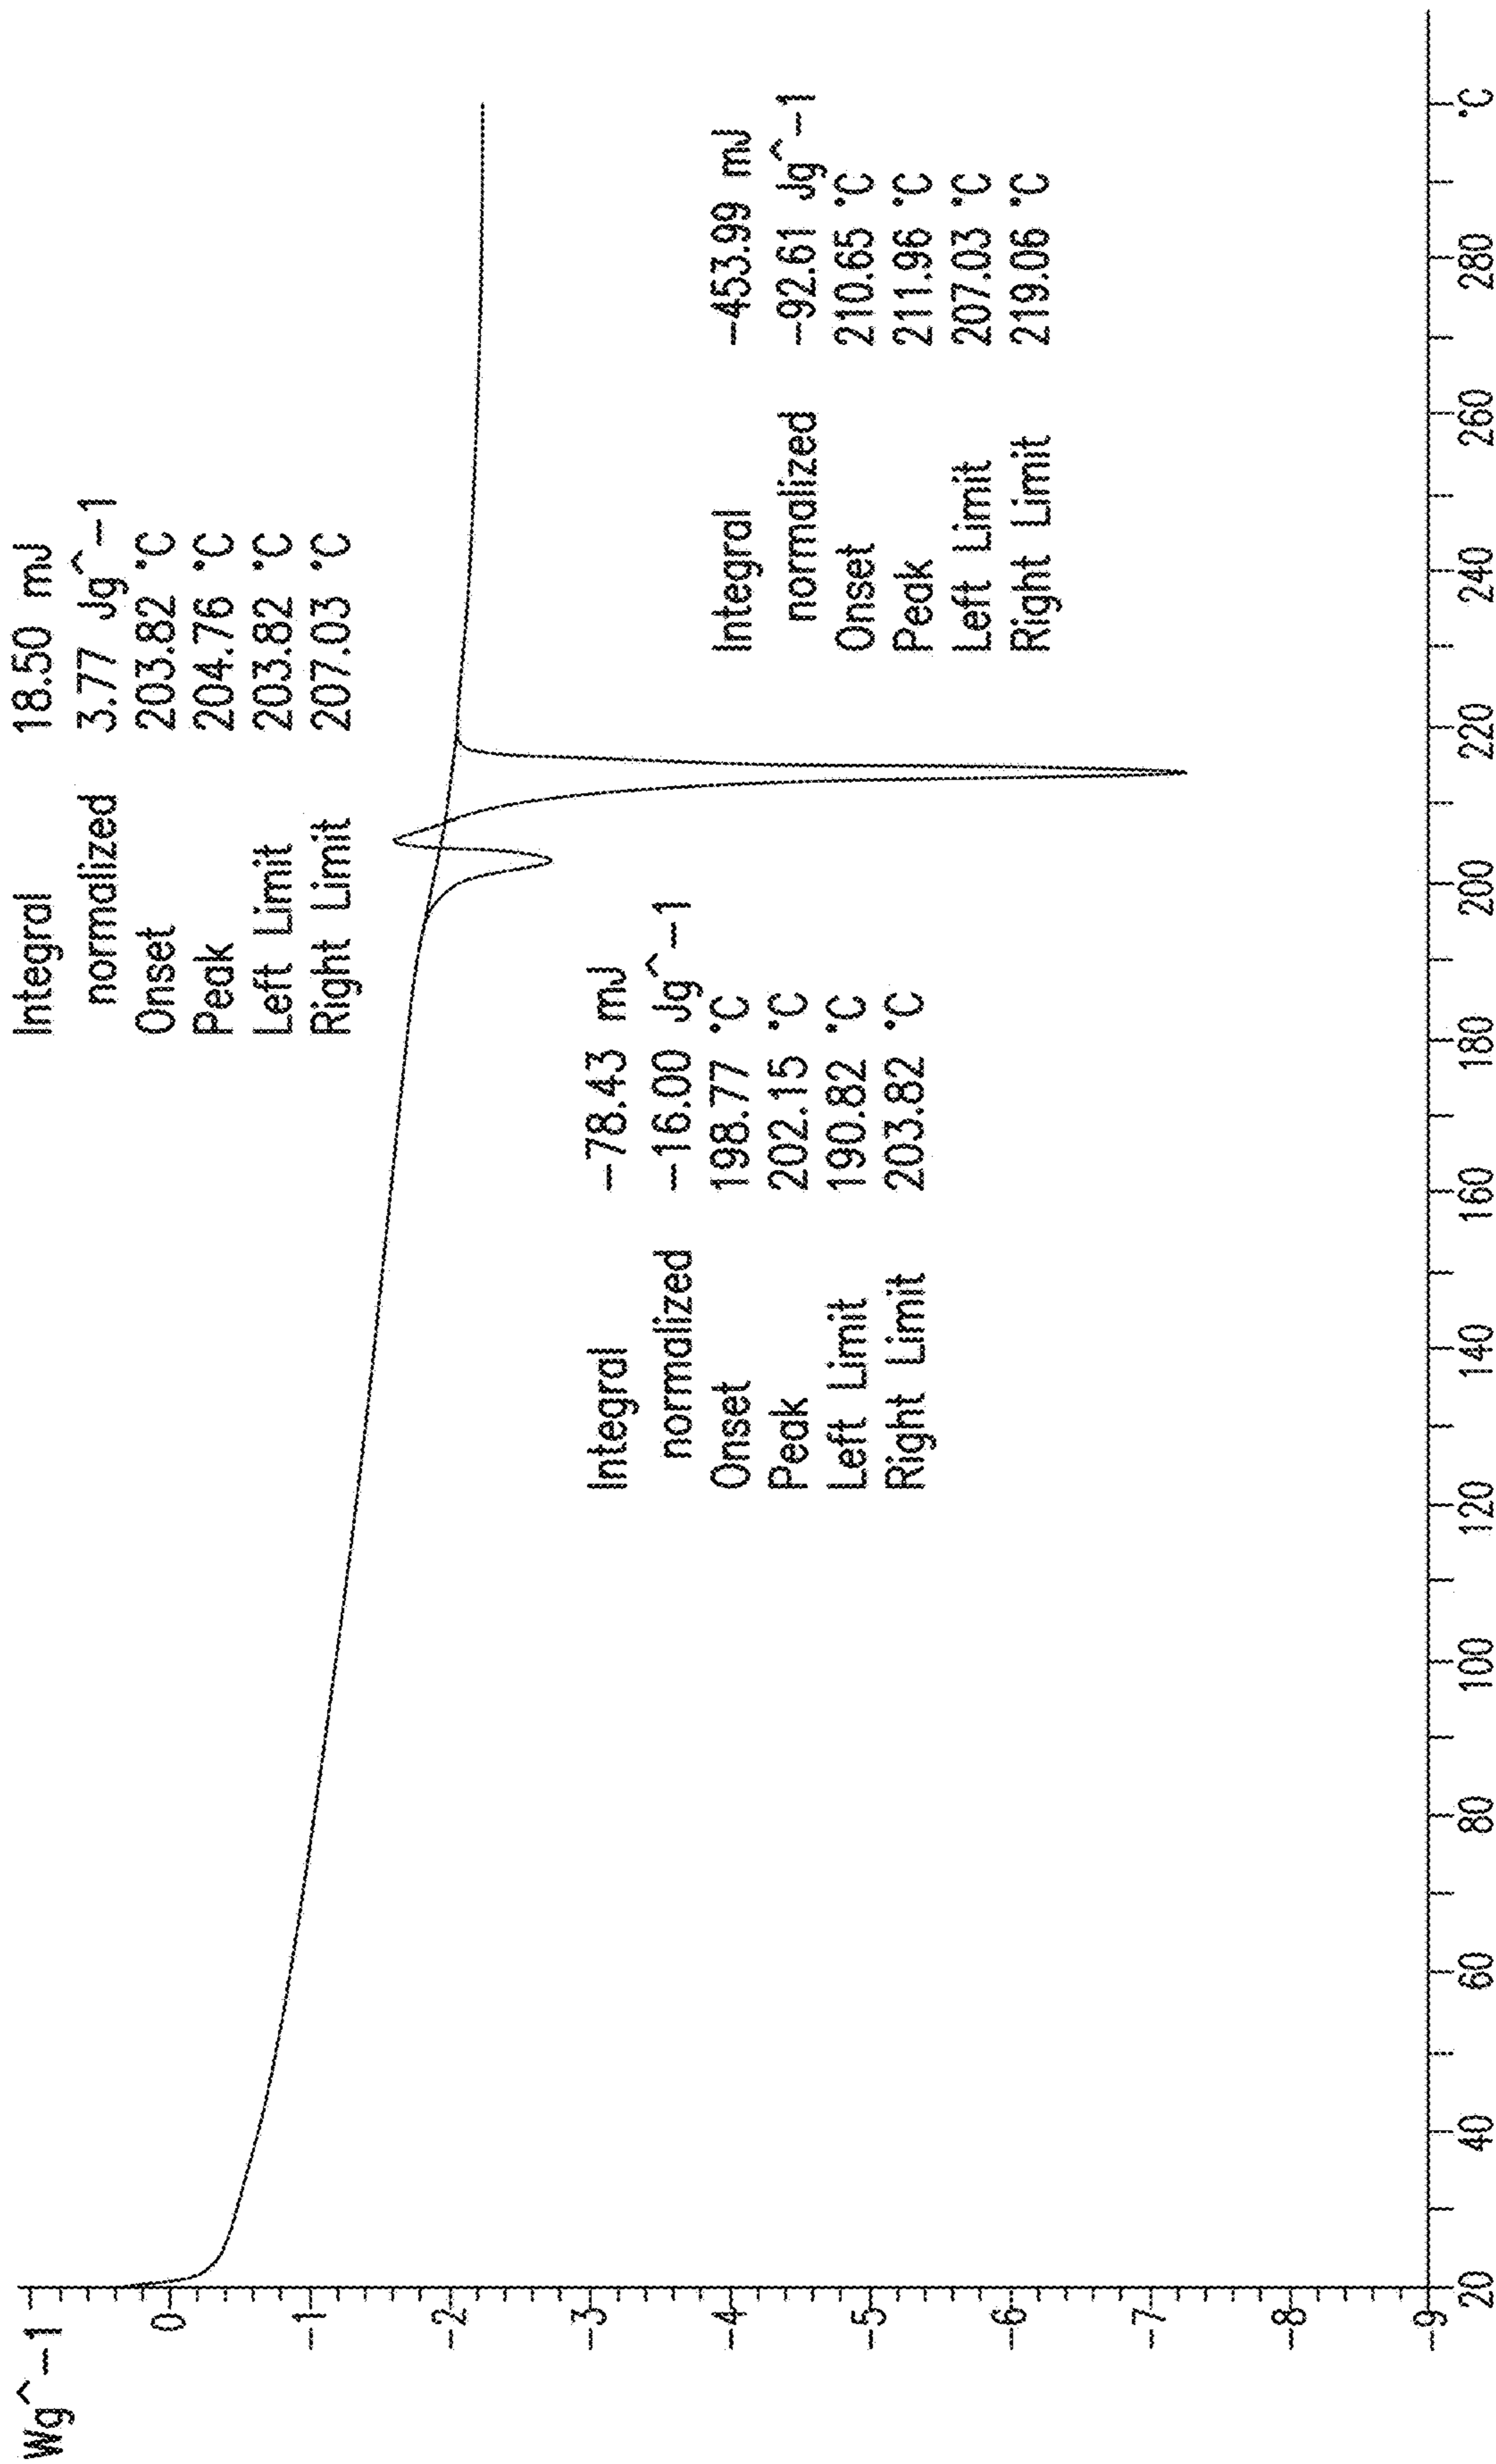 Wg^-1
Integral 18.50 mJ
normalized 3.77 Jg^-1
Onset 203.82 °C
Peak 204.76 °C
Left Limit 203.82 °C
Right Limit 207.03 °C
Integral -78.43 mJ
normalized -16.00 Jg^-1
Onset 198.77 °C
Peak 202.15 °C
Left Limit 190.82 °C
Right Limit 203.82 °C
Integral -453.99 mJ
normalized -92.61 Jg^-1
Onset 210.65 °C
Peak 211.96 °C
Left Limit 207.03 °C
Right Limit 219.06 °C
0
-1
-2
-3
-4
-5
-6
-7
-8
-9
20 40 60 80 100 120 140 160 180 200 220 240 260 280 °C